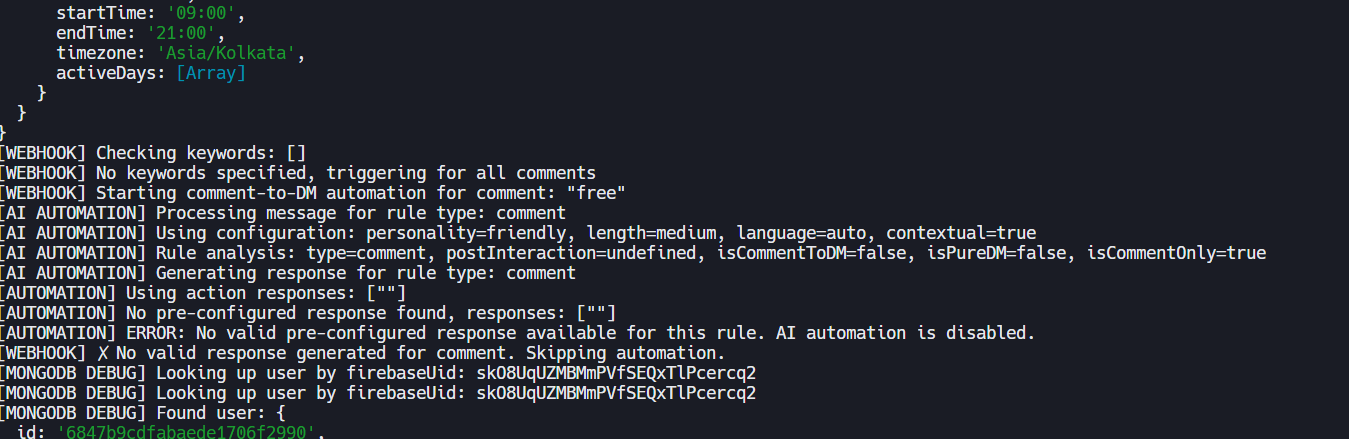 startTime: '09:00',
endTime: '21:00',
timezone: 'Asia/Kolkata',
activeDays: [Array]
}
}
}
[WEBHOOK] Checking keywords: []
[WEBHOOK] No keywords specified, triggering for all comments
[WEBHOOK] Starting comment-to-DM automation for comment: "free"
[AI AUTOMATION] Processing message for rule type: comment
[AI AUTOMATION] Using configuration: personality=friendly, length=medium, language=auto, contextual=true
[AI AUTOMATION] Rule analysis: type=comment, postInteraction=undefined, isCommentToDM=false, isPureDM=false, isCommentOnly=true
[AI AUTOMATION] Generating response for rule type: comment
[AUTOMATION] Using action responses: [""]
[AUTOMATION] No pre-configured response found, responses: [""]
[AUTOMATION] ERROR: No valid pre-configured response available for this rule. AI automation is disabled.
[WEBHOOK] ✗ No valid response generated for comment. Skipping automation.
[MONGODB DEBUG] Looking up user by firebaseUid: skO8UqUZMBMmPVfSEQxTlPcercq2
[MONGODB DEBUG] Looking up user by firebaseUid: skO8UqUZMBMmPVfSEQxTlPcercq2
[MONGODB DEBUG] Found user: {
id: '6847b9cdfabaede1706f2990',